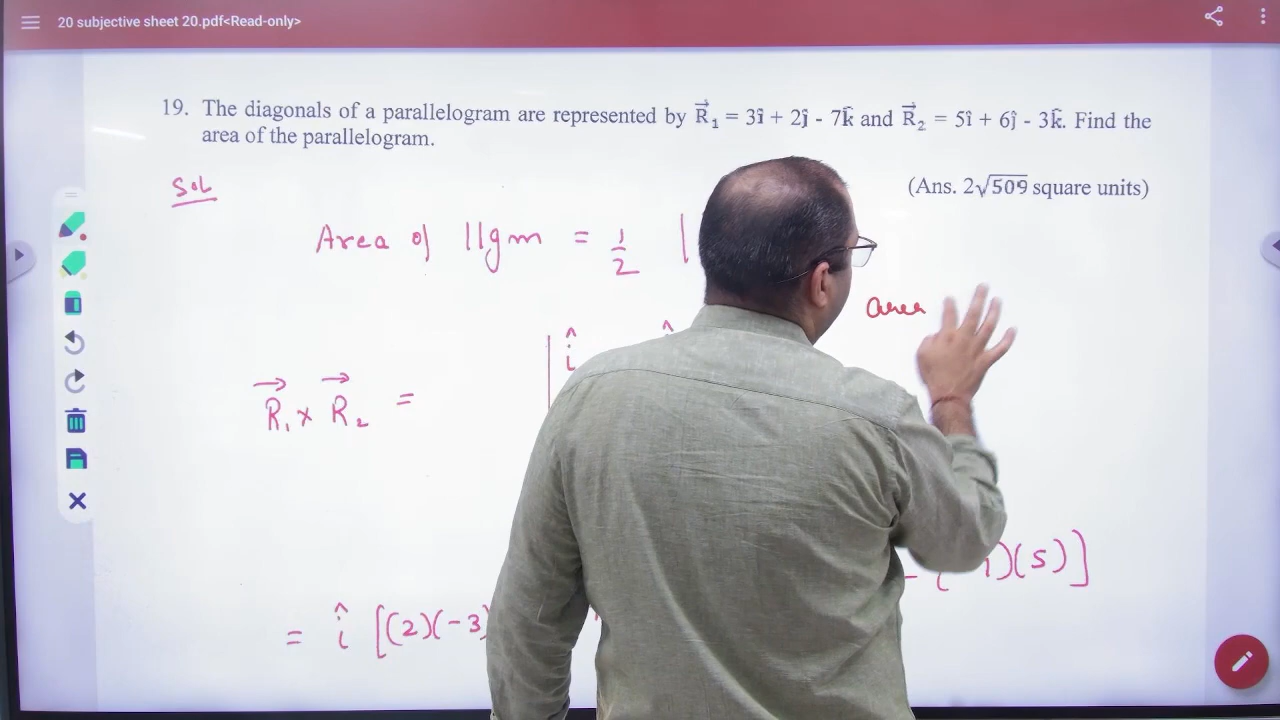 20 subjective sheet 20.pdf<Read-only>
19. The diagonals of a parallelogram are represented by R⃗₁ = 3î + 2ĵ - 7k̂ and R⃗₂ = 5î + 6ĵ - 3k̂. Find the
area of the parallelogram.
(Ans. 2√509 square units)
Sol
Area of llgm = 1/2 |
area
î
R⃗₁ x R⃗₂ =
)(5)]
= î [(2)(-3)